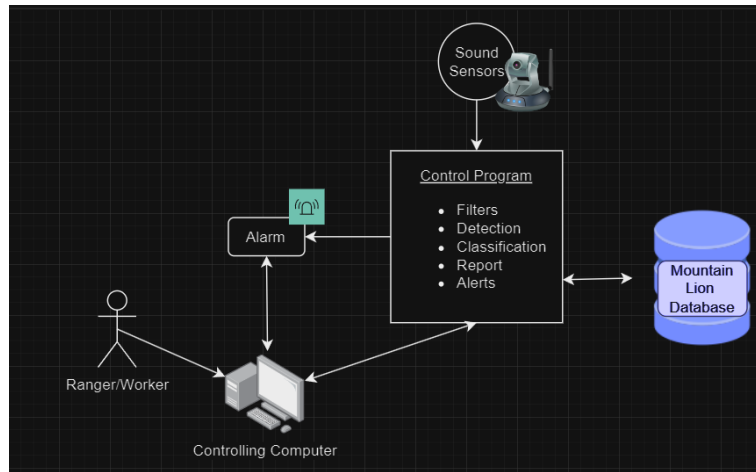 Sound
Sensors
Control Program
Filters
Detection
Classification
Report
Alerts
Alarm
Mountain
Lion
Database
Ranger/Worker
Controlling Computer